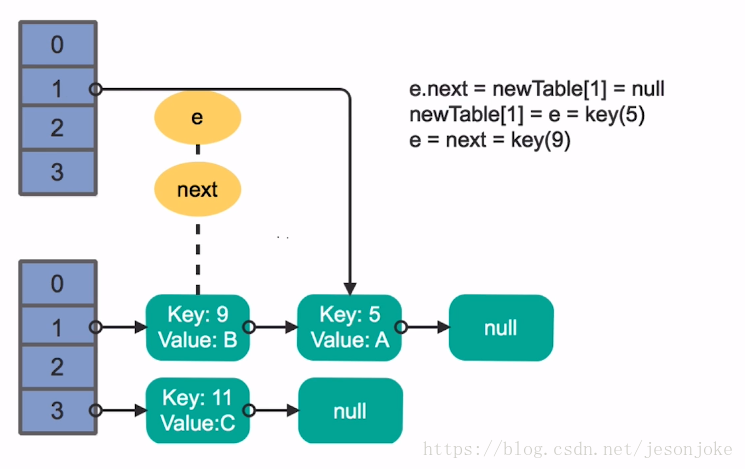 0
1
2
3
e
next
e.next = newTable[1] = null
newTable[1] = e = key(5)
e = next = key(9)
0
1
2
3
Key: 9
Value: B
Key: 5
Value: A
null
Key: 11
Value:C
null
https://blog.csdn.net/jesonjoke